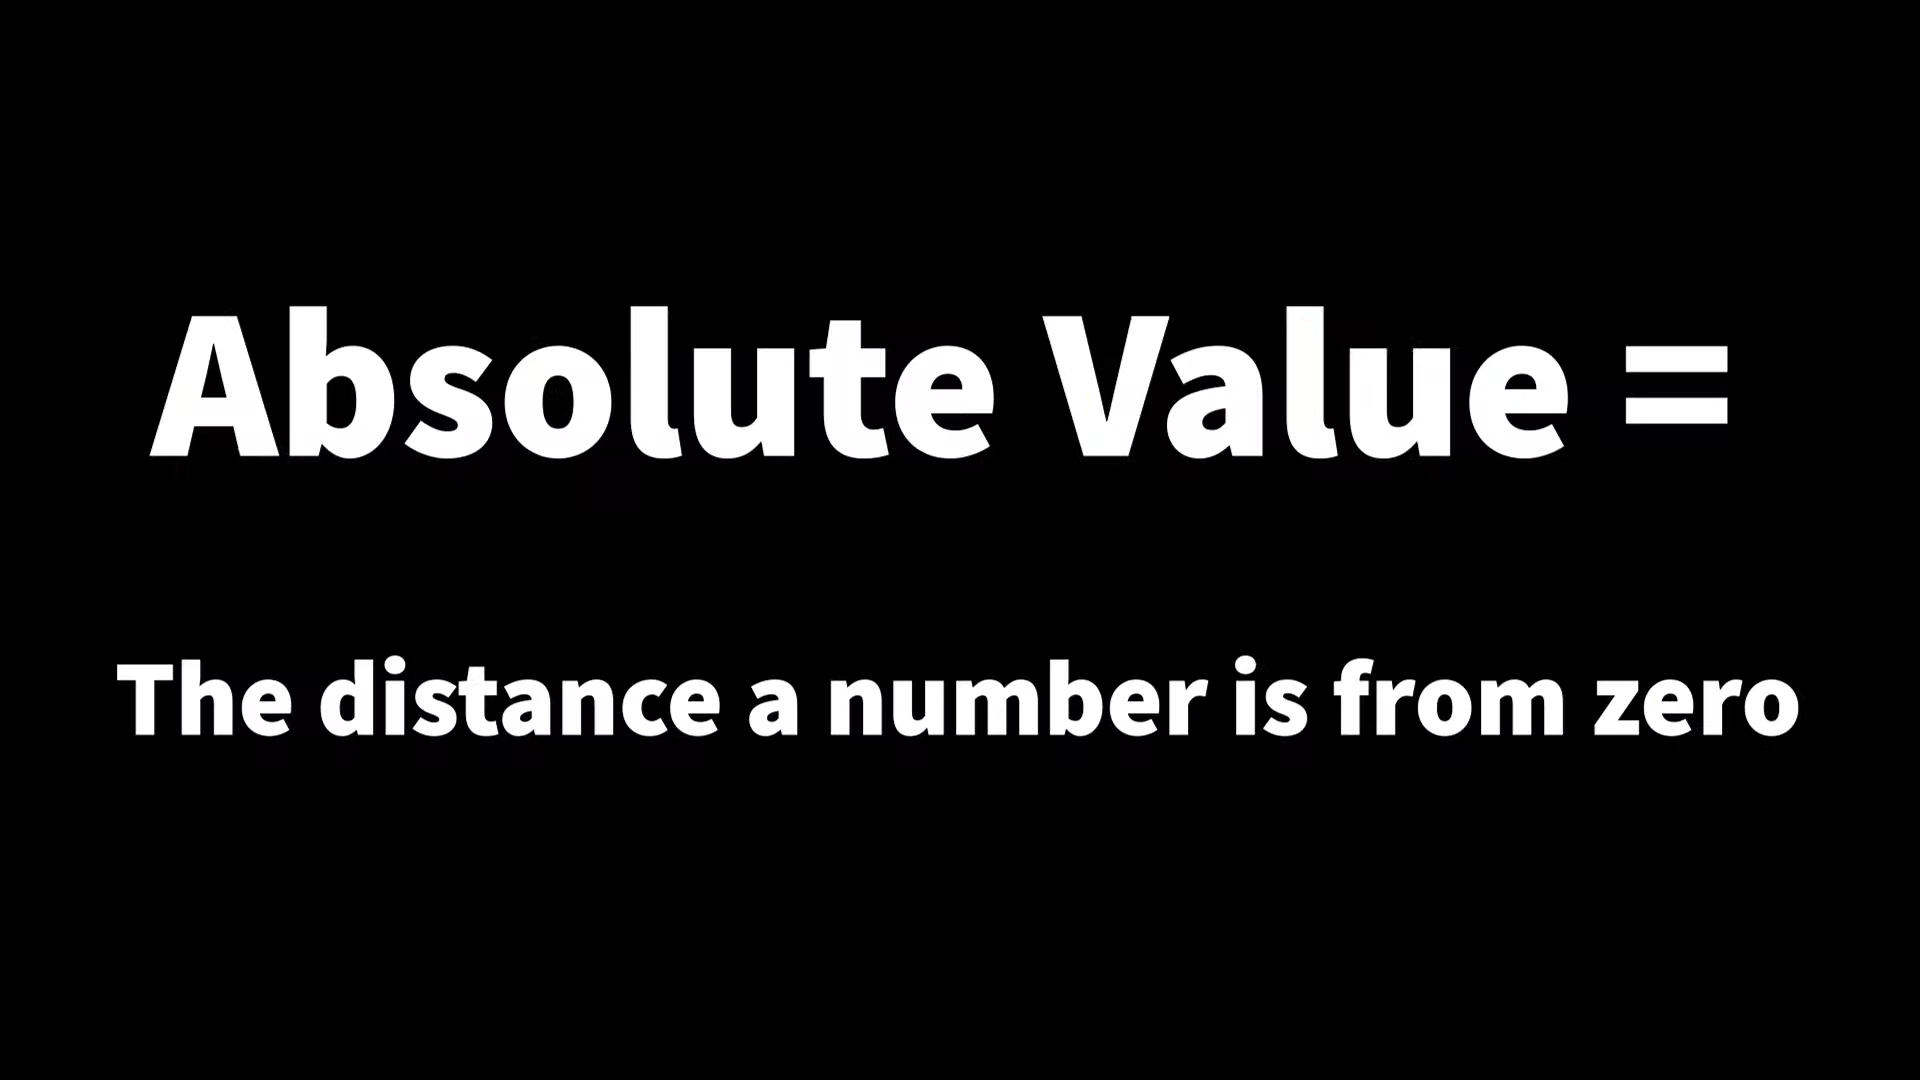 Absolute Value =
The distance a number is from zero